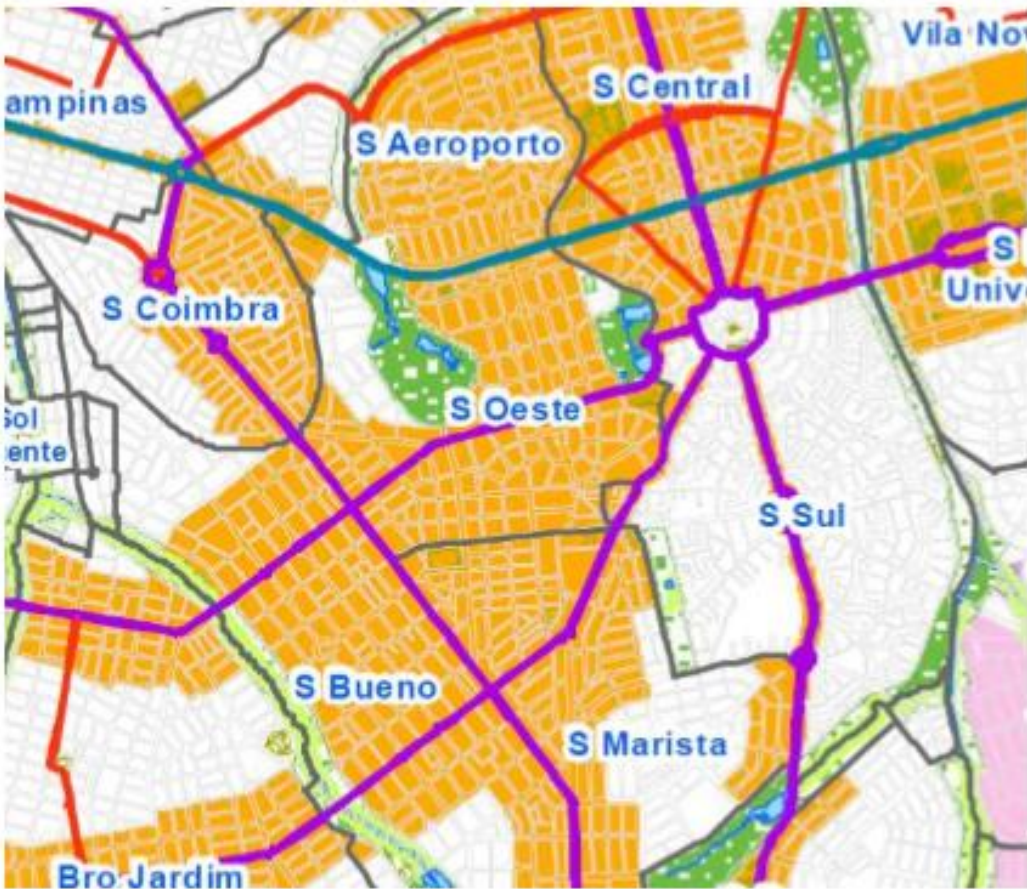 Vila Nov
S Central
ampinas
S Aeroporto
S
Univ
S Coimbra
S Oeste
Sol
ente
S Sul
S Bueno
S Marista
Bro Jardim